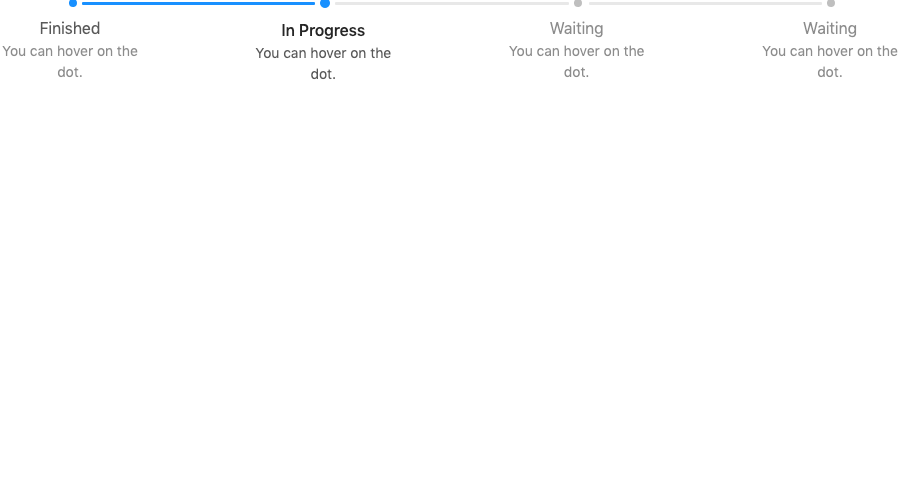 Finished
You can hover on the
dot.
In Progress
You can hover on the
dot.
Waiting
You can hover on the
dot.
Waiting
You can hover on the
dot.